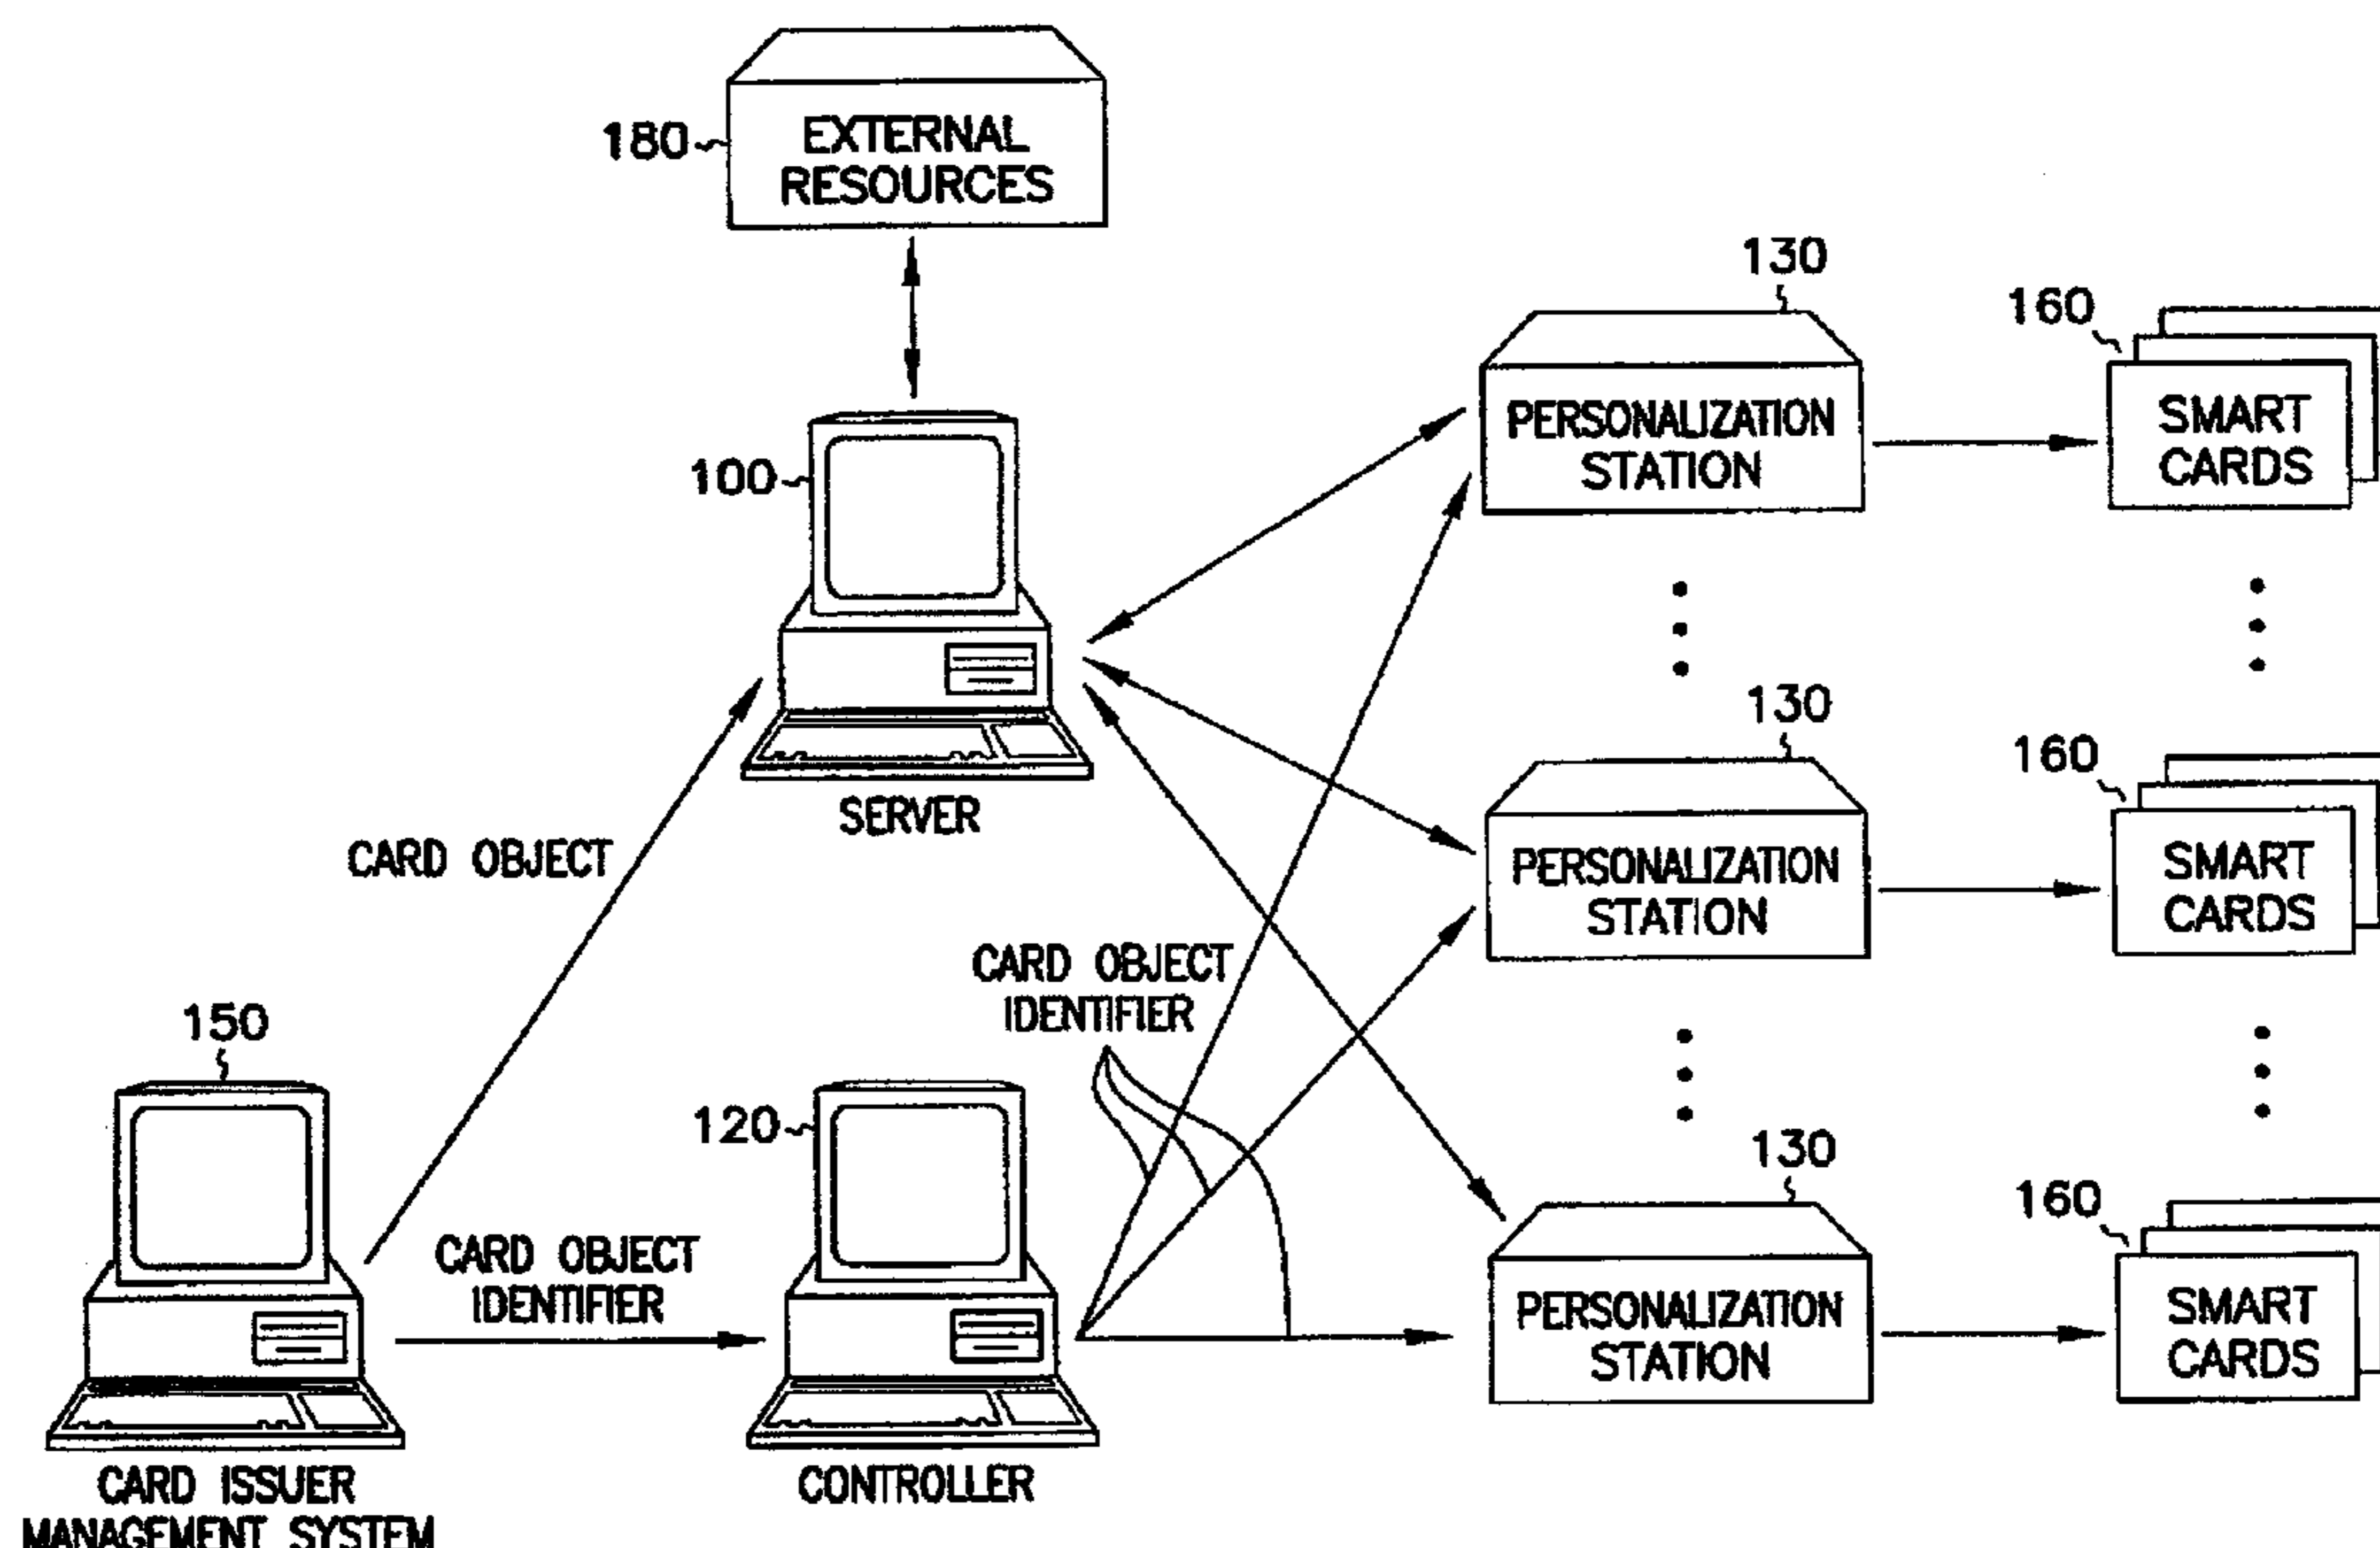 EXTERNAL
RESOURCES
180
130
160
PERSONALIZATION
STATION
SMART
CARDS
100
130
160
SERVER
CARD OBJECT
PERSONALIZATION
STATION
SMART
CARDS
CARD OBJECT
IDENTIFIER
150
120
130
160
CARD OBJECT
IDENTIFIER
PERSONALIZATION
STATION
SMART
CARDS
CARD ISSUER
MANAGEMENT SYSTEM
CONTROLLER